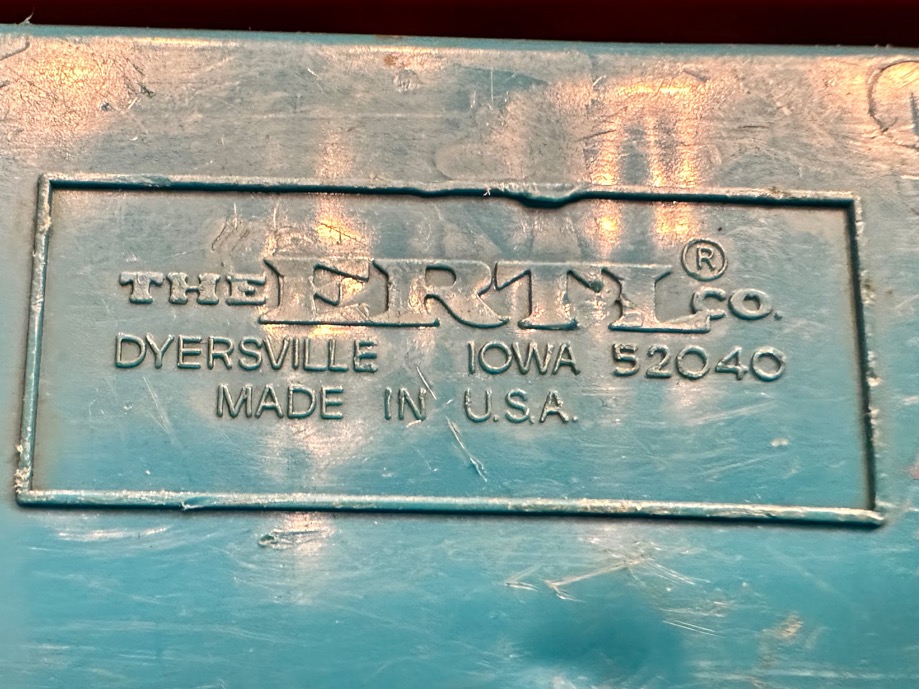 THE ERTL® CO.
DYERSVILLE IOWA 52040
MADE IN U.S.A.